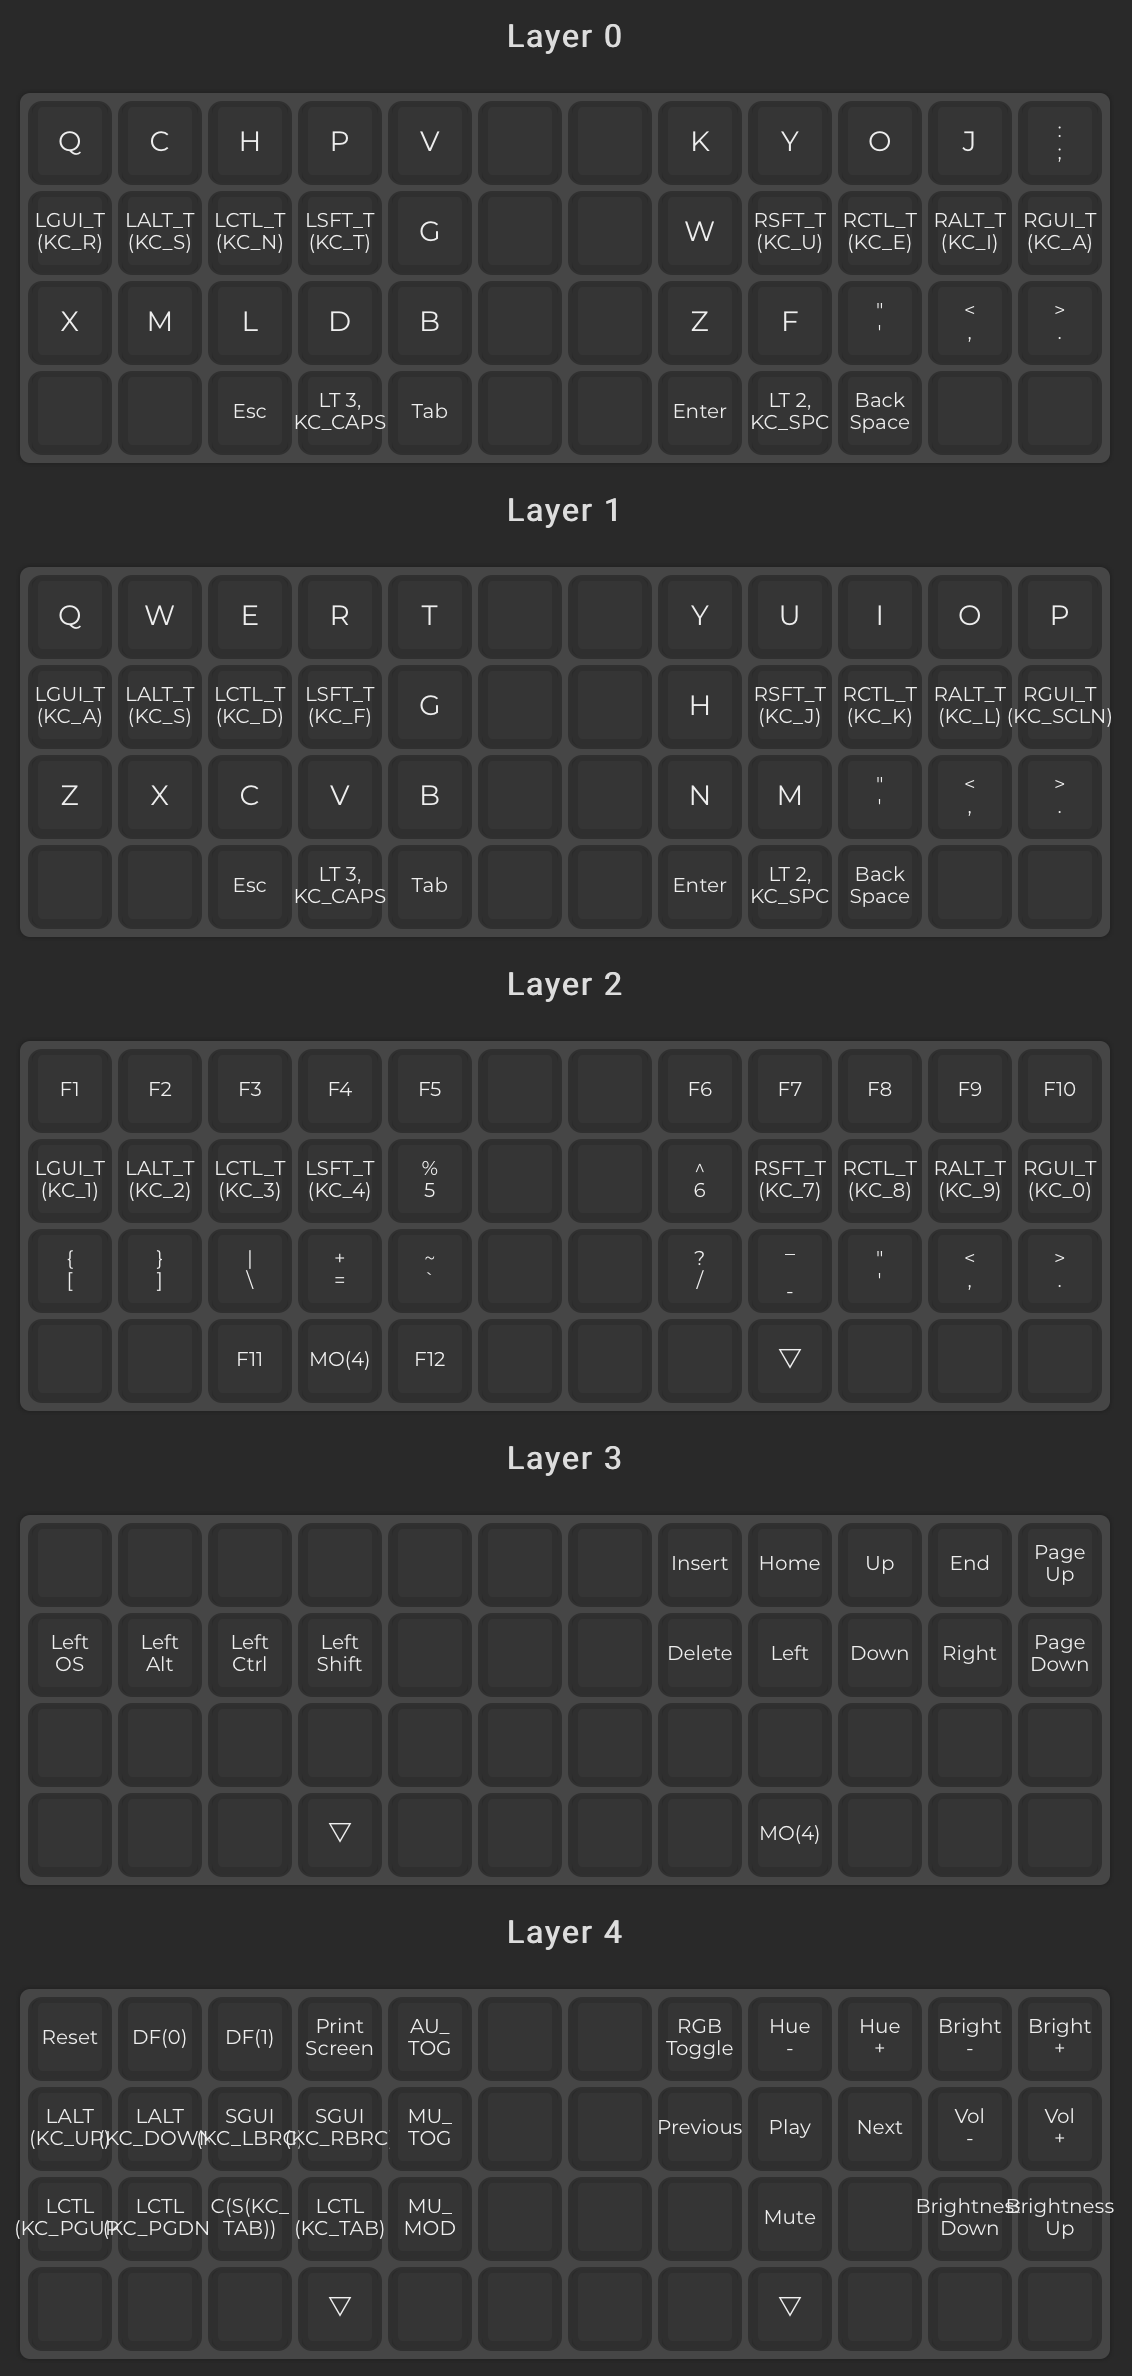 Layer 0
Q C H P V K Y O J :
;
LGUI_T LALT_T LCTL_T LSFT_T G W RSFT_T RCTL_T RALT_T RGUI_T
(KC_R) (KC_S) (KC_N) (KC_T) (KC_U) (KC_E) (KC_I) (KC_A)
X M L D B Z F " < >
' , .
Esc LT 3, Tab Enter LT 2, Back
KC_CAPS KC_SPC Space
Layer 1
Q W E R T Y U I O P
LGUI_T LALT_T LCTL_T LSFT_T G H RSFT_T RCTL_T RALT_T RGUI_T
(KC_A) (KC_S) (KC_D) (KC_F) (KC_J) (KC_K) (KC_L) (KC_SCLN)
Z X C V B N M " < >
' , .
Esc LT 3, Tab Enter LT 2, Back
KC_CAPS KC_SPC Space
Layer 2
F1 F2 F3 F4 F5 F6 F7 F8 F9 F10
LGUI_T LALT_T LCTL_T LSFT_T % ^ RSFT_T RCTL_T RALT_T RGUI_T
(KC_1) (KC_2) (KC_3) (KC_4) 5 6 (KC_7) (KC_8) (KC_9) (KC_0)
{ } | + ~ ? _ " < >
[ ] \ = ` / - ' , .
F11 MO(4) F12 ▽
Layer 3
Insert Home Up End Page
Up
Left Left Left Left Delete Left Down Right Page
OS Alt Ctrl Shift Down
▽ MO(4)
Layer 4
Reset DF(0) DF(1) Print AU_ RGB Hue Hue Bright Bright
Screen TOG Toggle - + - +
LALT LALT SGUI SGUI MU_ Previous Play Next Vol Vol
(KC_UP) (KC_DOWN) (KC_LBRC) (KC_RBRC) TOG - +
LCTL LCTL C(S(KC_ LCTL MU_ Mute Brightness Brightness
(KC_PGUP) (KC_PGDN) TAB)) (KC_TAB) MOD Down Up
▽ ▽